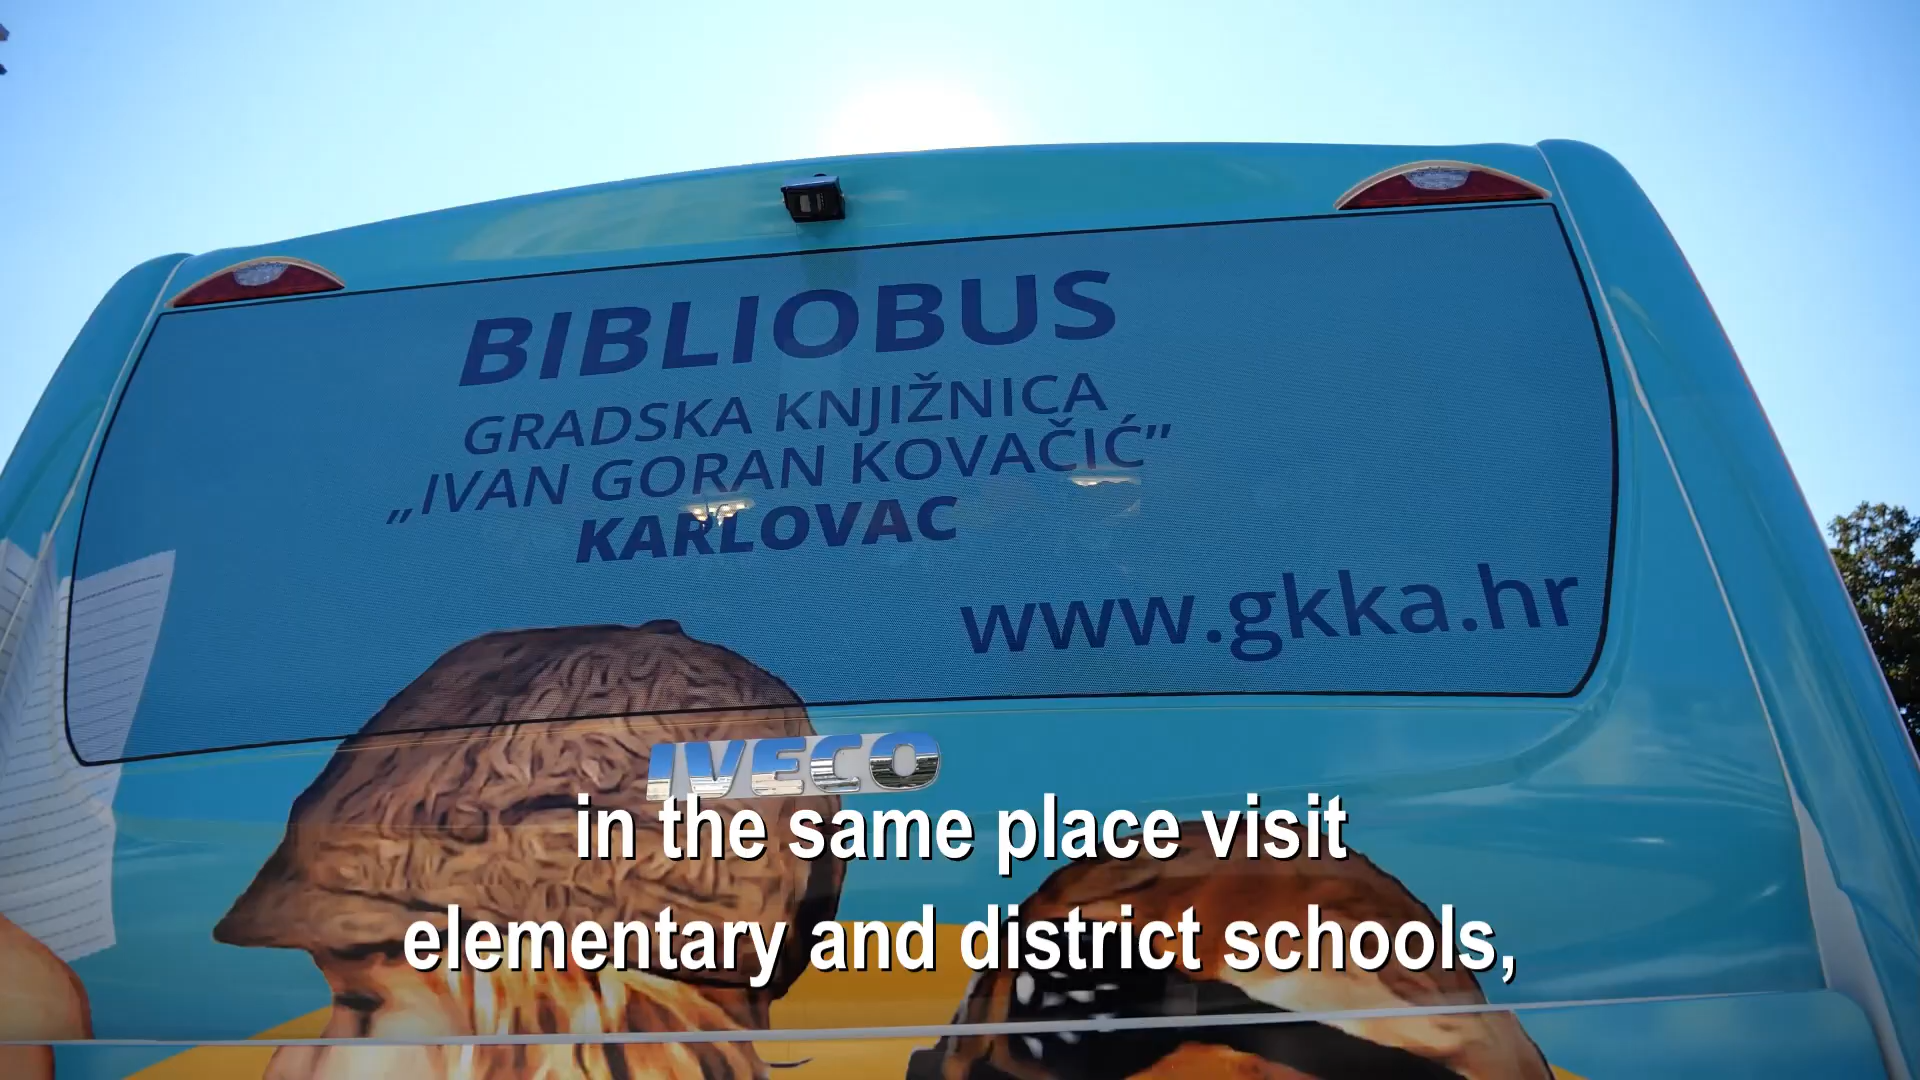 BIBLIOBUS
GRADSKA KNJIŽNICA
„IVAN GORAN KOVAČIĆ”
KARLOVAC
www.gkka.hr
IVECO
in the same place visit
elementary and district schools,